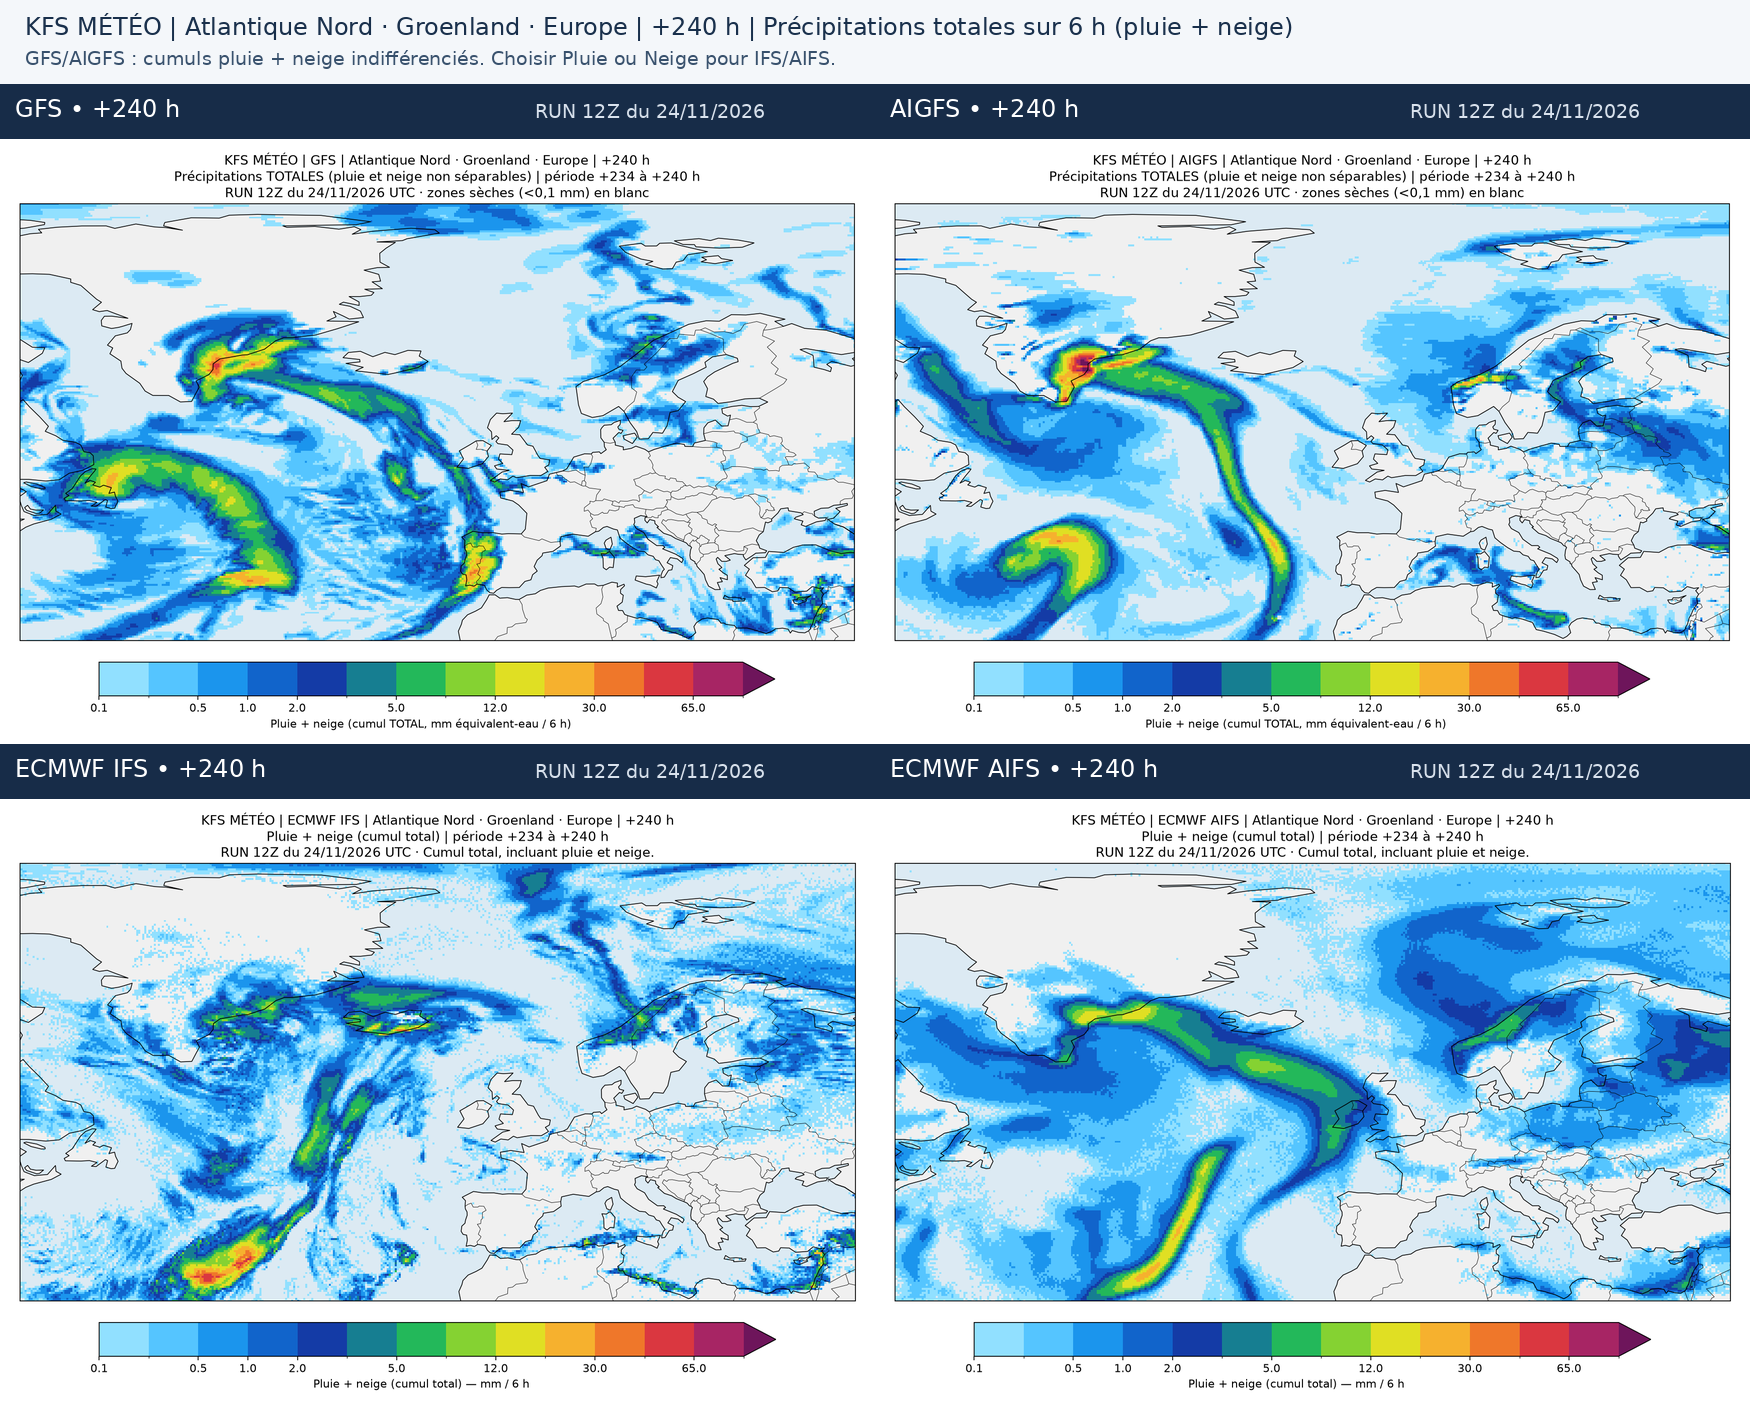 KFS MÉTÉO | Atlantique Nord · Groenland · Europe | +240 h | Précipitations totales sur 6 h (pluie + neige)
GFS/AIGFS : cumuls pluie + neige indifférenciés. Choisir Pluie ou Neige pour IFS/AIFS.
GFS • +240 h RUN 12Z du 24/11/2026
KFS MÉTÉO | GFS | Atlantique Nord · Groenland · Europe | +240 h
Précipitations TOTALES (pluie et neige non séparables) | période +234 à +240 h
RUN 12Z du 24/11/2026 UTC · zones sèches (<0,1 mm) en blanc
0.1 0.5 1.0 2.0 5.0 12.0 30.0 65.0
Pluie + neige (cumul TOTAL, mm équivalent-eau / 6 h)
AIGFS • +240 h RUN 12Z du 24/11/2026
KFS MÉTÉO | AIGFS | Atlantique Nord · Groenland · Europe | +240 h
Précipitations TOTALES (pluie et neige non séparables) | période +234 à +240 h
RUN 12Z du 24/11/2026 UTC · zones sèches (<0,1 mm) en blanc
0.1 0.5 1.0 2.0 5.0 12.0 30.0 65.0
Pluie + neige (cumul TOTAL, mm équivalent-eau / 6 h)
ECMWF IFS • +240 h RUN 12Z du 24/11/2026
KFS MÉTÉO | ECMWF IFS | Atlantique Nord · Groenland · Europe | +240 h
Pluie + neige (cumul total) | période +234 à +240 h
RUN 12Z du 24/11/2026 UTC · Cumul total, incluant pluie et neige.
0.1 0.5 1.0 2.0 5.0 12.0 30.0 65.0
Pluie + neige (cumul total) — mm / 6 h
ECMWF AIFS • +240 h RUN 12Z du 24/11/2026
KFS MÉTÉO | ECMWF AIFS | Atlantique Nord · Groenland · Europe | +240 h
Pluie + neige (cumul total) | période +234 à +240 h
RUN 12Z du 24/11/2026 UTC · Cumul total, incluant pluie et neige.
0.1 0.5 1.0 2.0 5.0 12.0 30.0 65.0
Pluie + neige (cumul total) — mm / 6 h